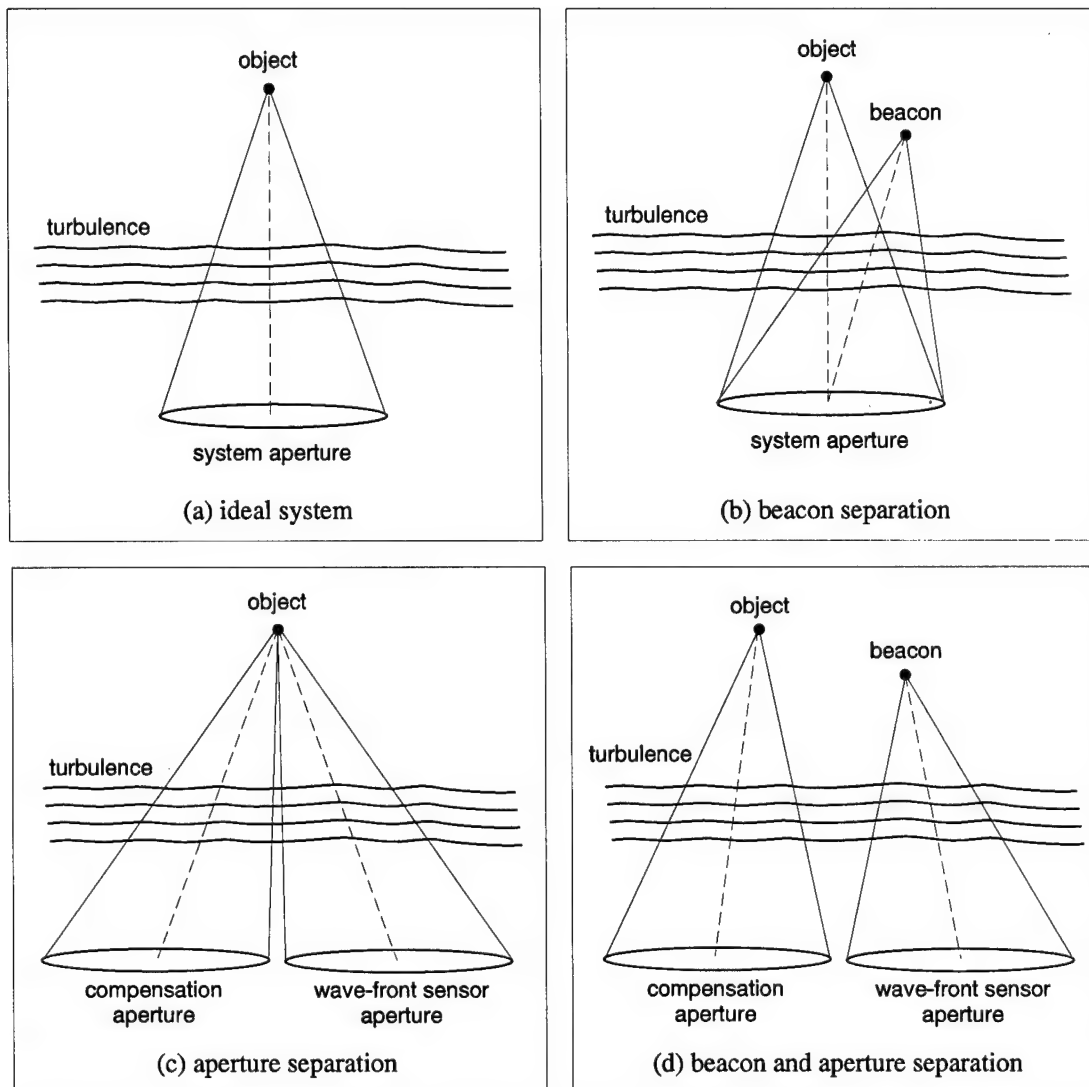 object
turbulence
system aperture
(a) ideal system
object
beacon
turbulence
system aperture
(b) beacon separation
object
turbulence
compensation
aperture
wave-front sensor
aperture
(c) aperture separation
object
beacon
turbulence
compensation
aperture
wave-front sensor
aperture
(d) beacon and aperture separation